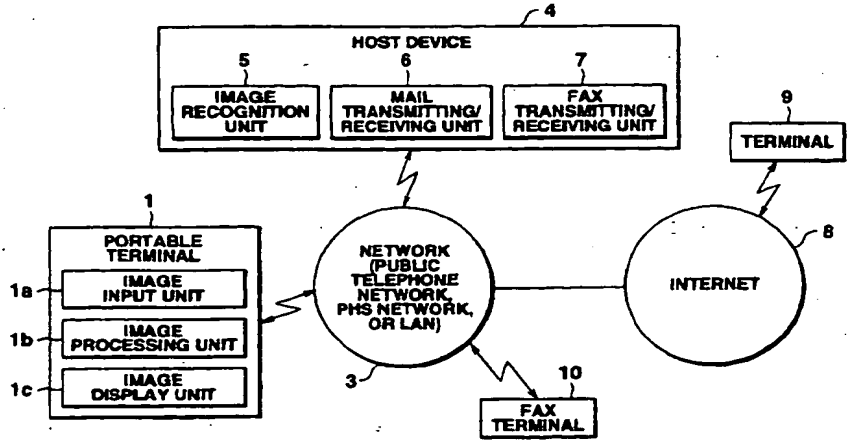 4
HOST DEVICE
5
6
7
IMAGE
RECOGNITION
UNIT
MAIL
TRANSMITTING/
RECEIVING UNIT
FAX
TRANSMITTING/
RECEIVING UNIT
9
TERMINAL
1
PORTABLE
TERMINAL
1a
IMAGE
INPUT UNIT
1b
IMAGE
PROCESSING UNIT
1c
IMAGE
DISPLAY UNIT
NETWORK
(PUBLIC
TELEPHONE
NETWORK,
PHS NETWORK,
OR LAN)
3
8
INTERNET
10
FAX
TERMINAL